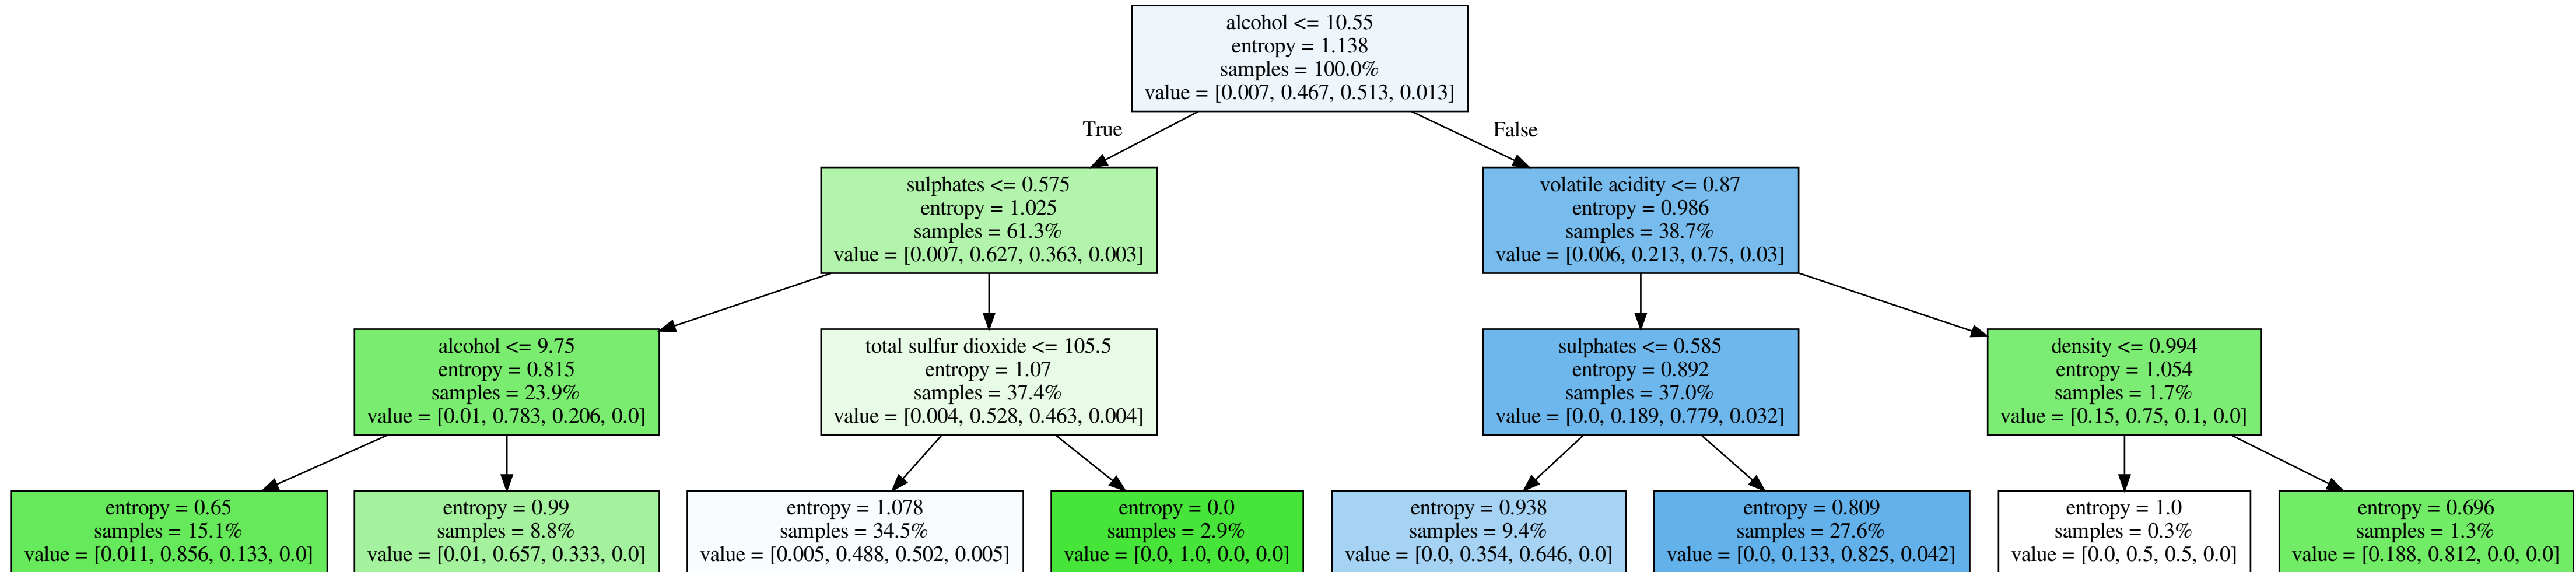 alcohol <= 10.55
entropy = 1.138
samples = 100.0%
value = [0.007, 0.467, 0.513, 0.013]
True
False
sulphates <= 0.575
entropy = 1.025
samples = 61.3%
value = [0.007, 0.627, 0.363, 0.003]
volatile acidity <= 0.87
entropy = 0.986
samples = 38.7%
value = [0.006, 0.213, 0.75, 0.03]
alcohol <= 9.75
entropy = 0.815
samples = 23.9%
value = [0.01, 0.783, 0.206, 0.0]
total sulfur dioxide <= 105.5
entropy = 1.07
samples = 37.4%
value = [0.004, 0.528, 0.463, 0.004]
sulphates <= 0.585
entropy = 0.892
samples = 37.0%
value = [0.0, 0.189, 0.779, 0.032]
density <= 0.994
entropy = 1.054
samples = 1.7%
value = [0.15, 0.75, 0.1, 0.0]
entropy = 0.65
samples = 15.1%
value = [0.011, 0.856, 0.133, 0.0]
entropy = 0.99
samples = 8.8%
value = [0.01, 0.657, 0.333, 0.0]
entropy = 1.078
samples = 34.5%
value = [0.005, 0.488, 0.502, 0.005]
entropy = 0.0
samples = 2.9%
value = [0.0, 1.0, 0.0, 0.0]
entropy = 0.938
samples = 9.4%
value = [0.0, 0.354, 0.646, 0.0]
entropy = 0.809
samples = 27.6%
value = [0.0, 0.133, 0.825, 0.042]
entropy = 1.0
samples = 0.3%
value = [0.0, 0.5, 0.5, 0.0]
entropy = 0.696
samples = 1.3%
value = [0.188, 0.812, 0.0, 0.0]